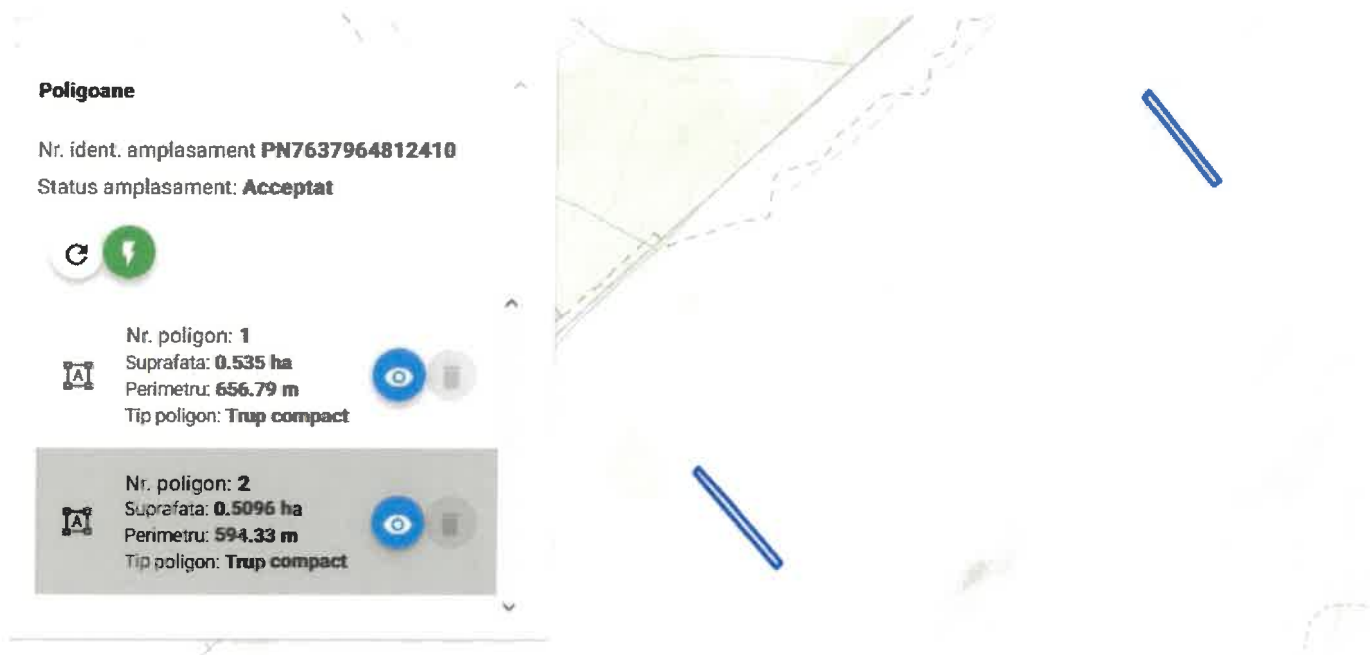 Poligoane
Nr. ident. amplasament PN7637964812410
Status amplasament: Acceptat
Nr. poligon: 1
Suprafata: 0.535 ha
Perimetru: 656.79 m
Tip poligon: Trup compact
Nr. poligon: 2
Suprafata: 0.5096 ha
Perimetru: 594.33 m
Tip poligon: Trup compact